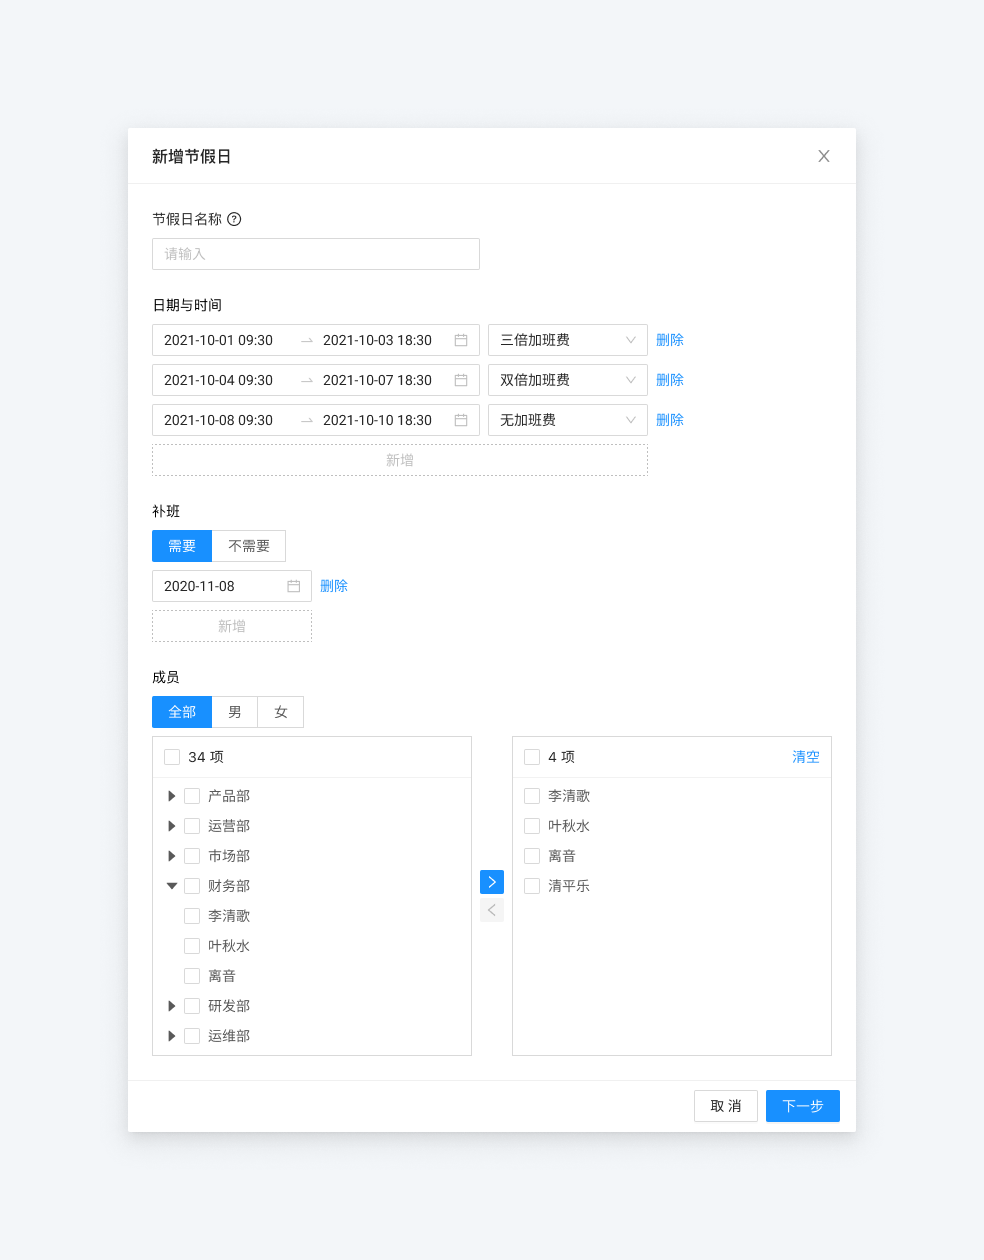 新增节假日
节假日名称
请输入
日期与时间
2021-10-01 09:30 2021-10-03 18:30 三倍加班费 删除
2021-10-04 09:30 2021-10-07 18:30 双倍加班费 删除
2021-10-08 09:30 2021-10-10 18:30 无加班费 删除
新增
补班
需要 不需要
2020-11-08 删除
新增
成员
全部 男 女
34 项
产品部
运营部
市场部
财务部
李清歌
叶秋水
离音
研发部
运维部
4 项 清空
李清歌
叶秋水
离音
清平乐
取 消 下一步